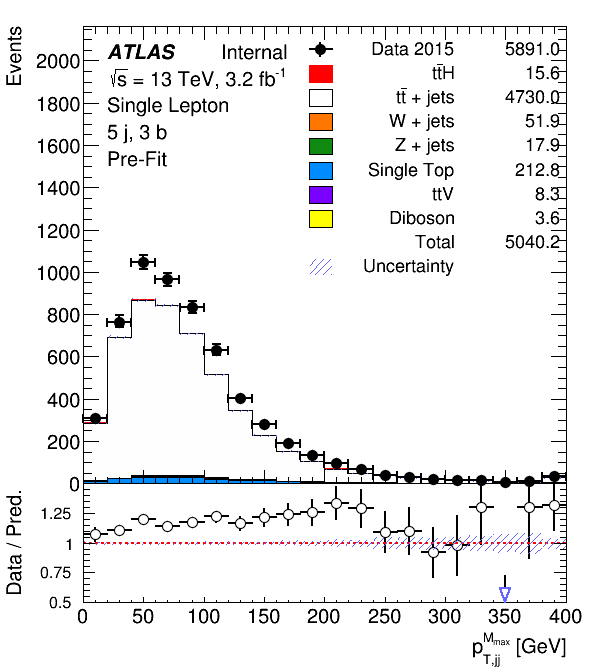 Events
2000
1800
1600
1400
1200
1000
800
600
400
200
0
ATLAS Internal
√s = 13 TeV, 3.2 fb⁻¹
Single Lepton
5 j, 3 b
Pre-Fit
Data 2015 5891.0
tt̄H 15.6
tt̄ + jets 4730.0
W + jets 51.9
Z + jets 17.9
Single Top 212.8
ttV 8.3
Diboson 3.6
Total 5040.2
Uncertainty
Data / Pred.
1.25
1
0.75
0.5
0 50 100 150 200 250 300 350 400
p_{T,jj}^{M_{max}} [GeV]